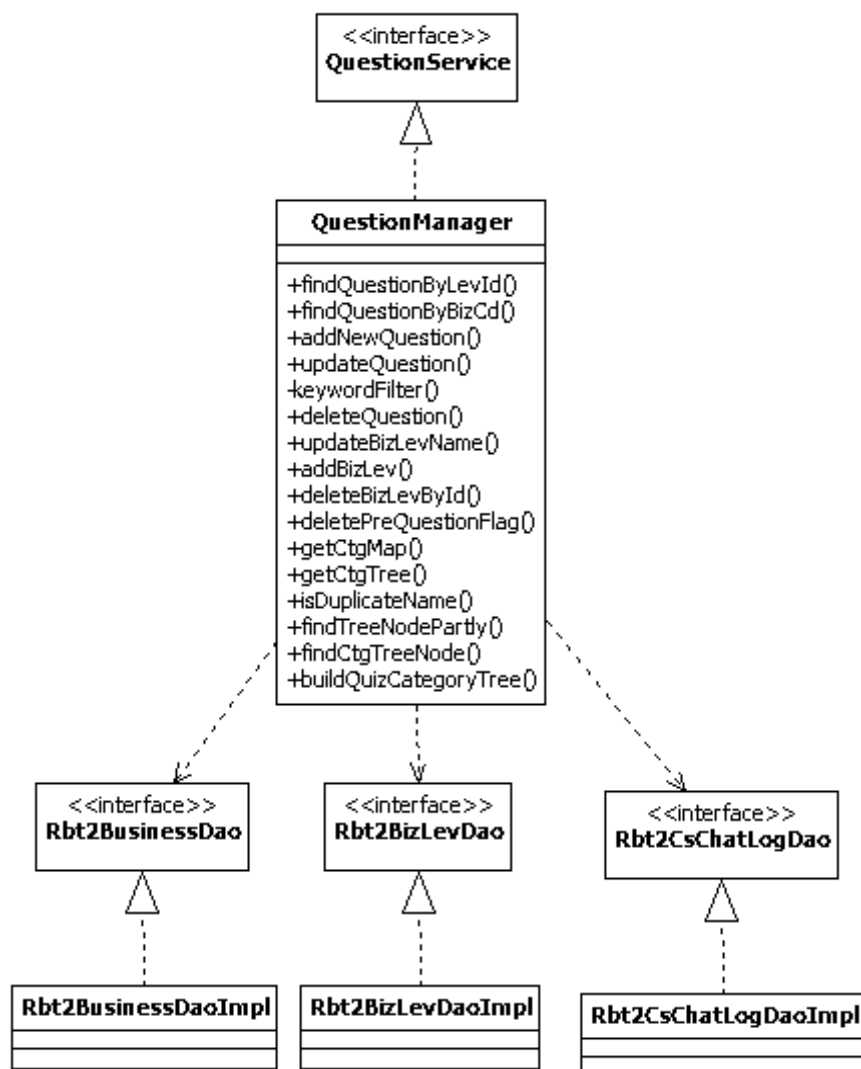 <<interface>>
QuestionService
QuestionManager
+findQuestionByLevId()
+findQuestionByBizCd()
+addNewQuestion()
+updateQuestion()
-keywordFilter()
+deleteQuestion()
+updateBizLevName()
+addBizLev()
+deleteBizLevById()
+deletePreQuestionFlag()
+getCtgMap()
+getCtgTree()
+isDuplicateName()
+findTreeNodePartly()
+findCtgTreeNode()
+buildQuizCategoryTree()
<<interface>>
Rbt2BusinessDao
<<interface>>
Rbt2BizLevDao
<<interface>>
Rbt2CsChatLogDao
Rbt2BusinessDaoImpl
Rbt2BizLevDaoImpl
Rbt2CsChatLogDaoImpl